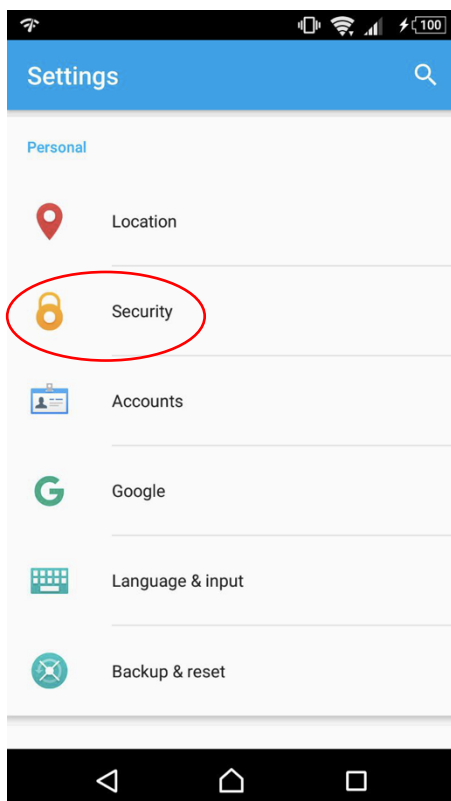 100
Settings
Personal
Location
Security
Accounts
Google
Language & input
Backup & reset